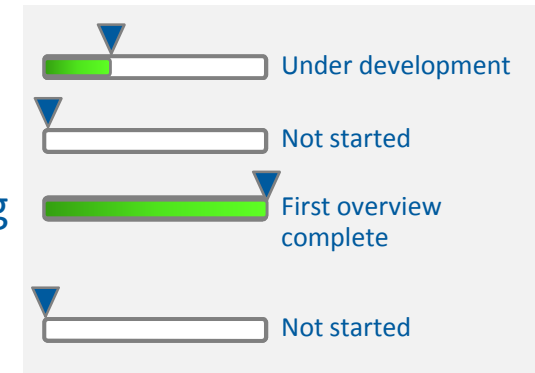 Under development
Not started
g
First overview
complete
Not started